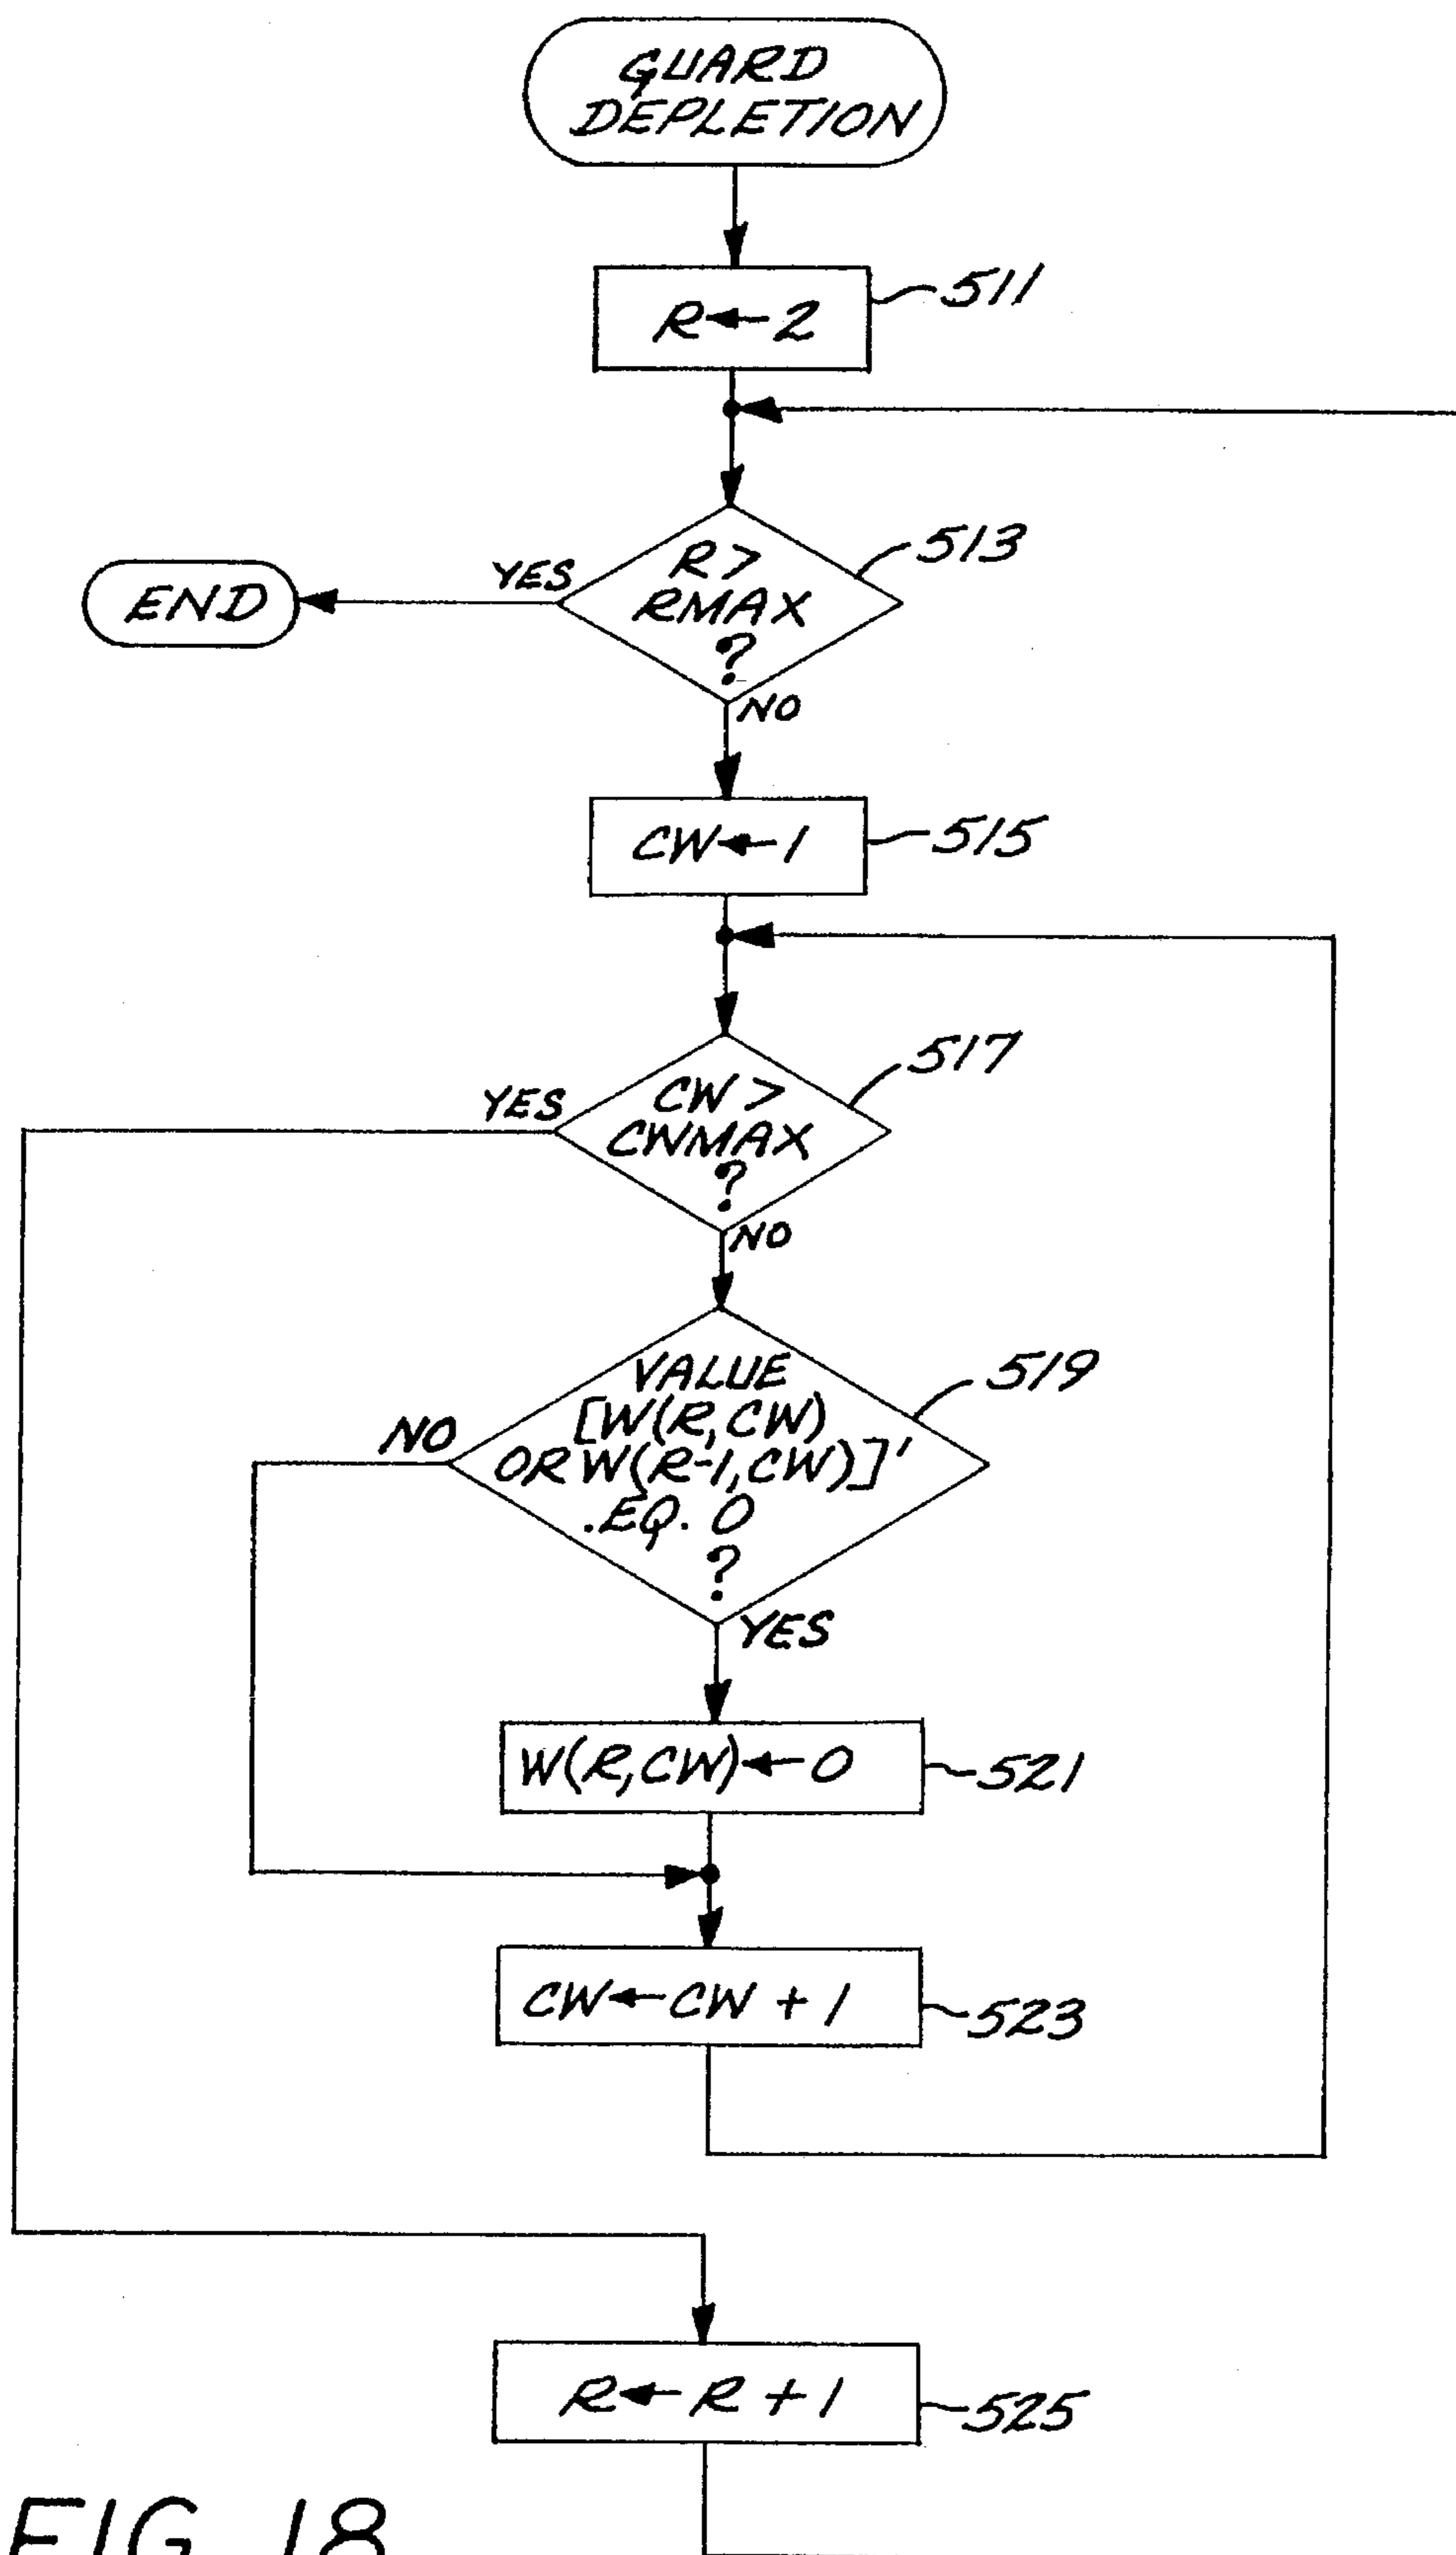 GUARD
DEPLETION
R←2
511
R>
RMAX
?
513
YES
END
NO
CW←1
515
CW>
CWMAX
?
517
YES
NO
VALUE
[W(R,CW)
OR W(R-1,CW)]'
.EQ. 0
?
519
NO
YES
W(R,CW)←0
521
CW←CW+1
523
R←R+1
525
FIG. 18